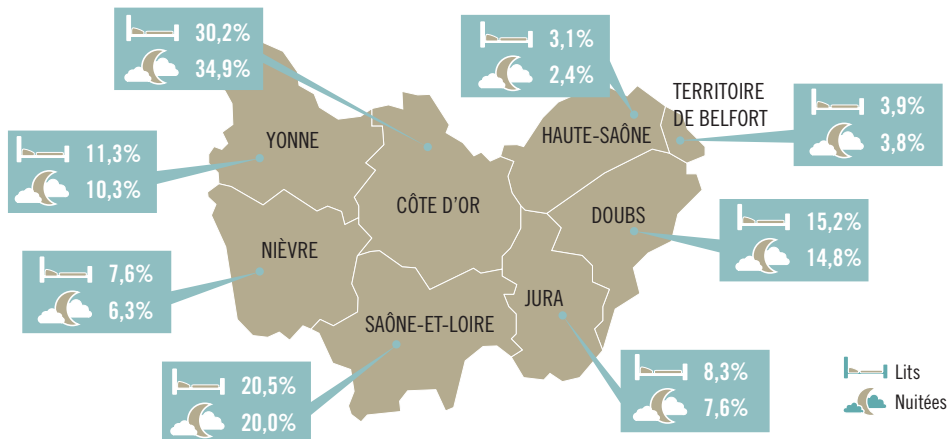 30,2%
34,9%
3,1%
2,4%
TERRITOIRE
DE BELFORT
3,9%
3,8%
HAUTE-SAÔNE
YONNE
11,3%
10,3%
CÔTE D'OR
DOUBS
15,2%
14,8%
NIÈVRE
7,6%
6,3%
JURA
SAÔNE-ET-LOIRE
20,5%
20,0%
8,3%
7,6%
Lits
Nuitées